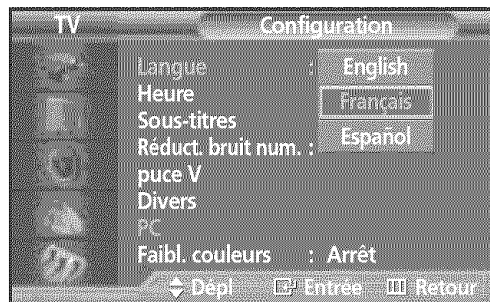 TV Configuration
Langue : English
Heure Français
Sous-titres
Réduct. bruit num. : Español
puce V
Divers
PC
Faibl. couleurs : Arrêt
Dépl Entrée Retour